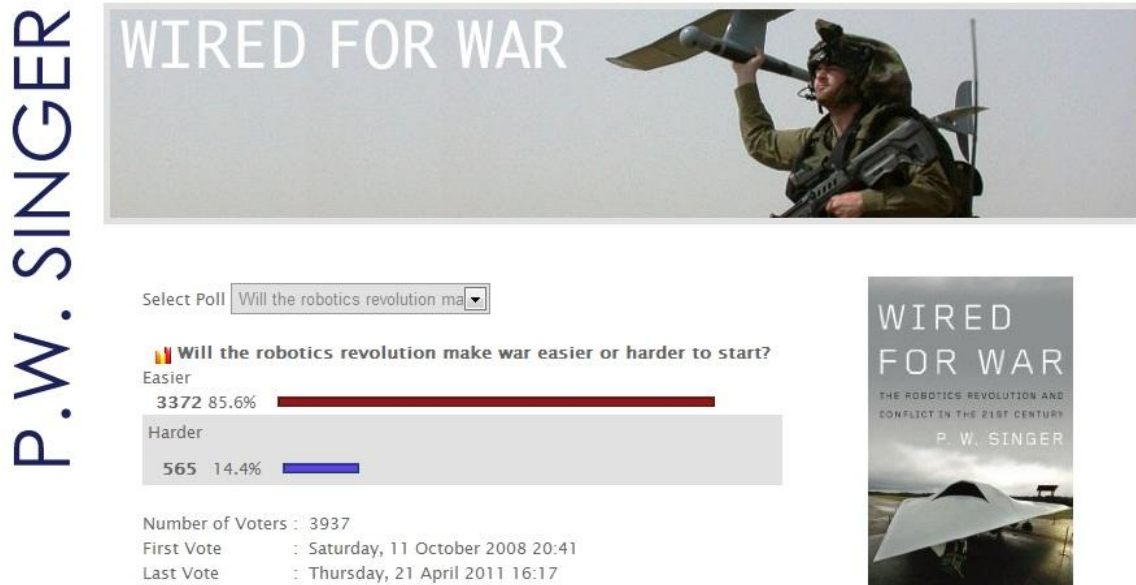 P.W. SINGER
WIRED FOR WAR
Select Poll Will the robotics revolution ma
Will the robotics revolution make war easier or harder to start?
Easier
3372 85.6%
Harder
565 14.4%
Number of Voters : 3937
First Vote : Saturday, 11 October 2008 20:41
Last Vote : Thursday, 21 April 2011 16:17
WIRED
FOR WAR
THE ROBOTICS REVOLUTION AND
CONFLICT IN THE 21ST CENTURY
P. W. SINGER